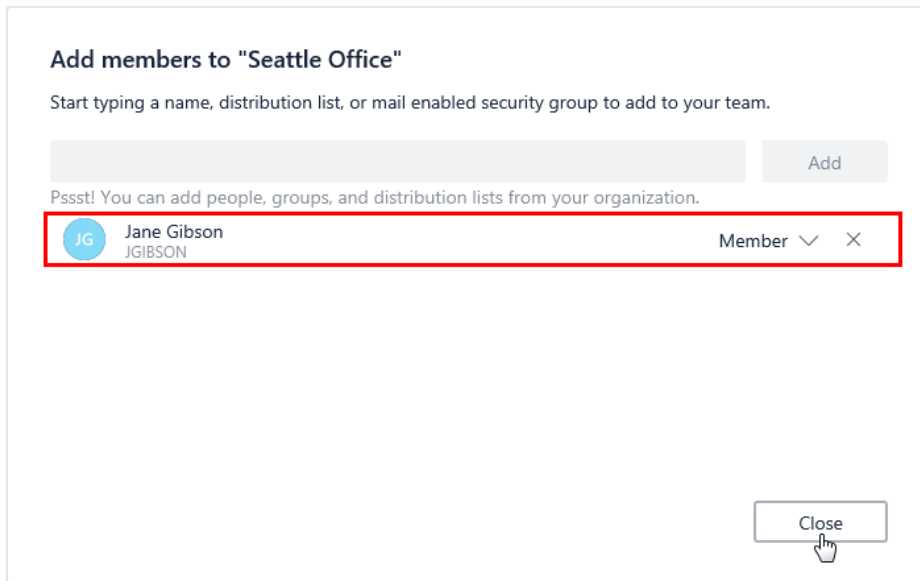 Add members to "Seattle Office"
Start typing a name, distribution list, or mail enabled security group to add to your team.
Add
Pssst! You can add people, groups, and distribution lists from your organization.
JG
Jane Gibson
JGIBSON
Member
Close